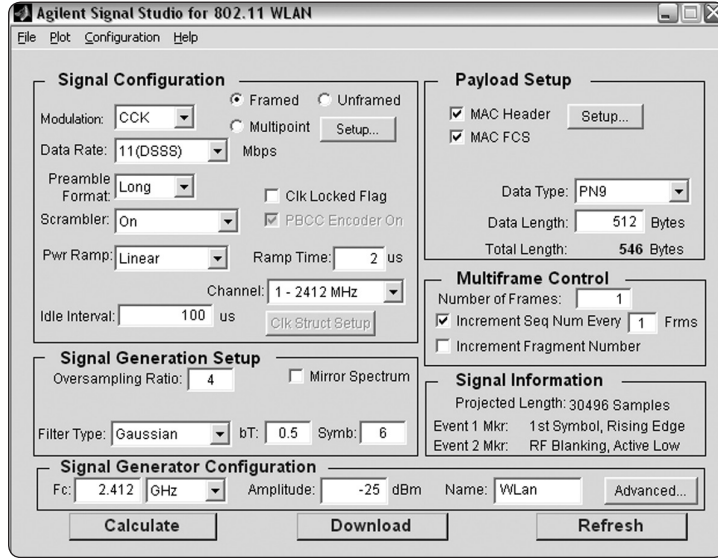 Agilent Signal Studio for 802.11 WLAN
File Plot Configuration Help
Signal Configuration
Modulation: CCK
Framed Unframed
Multipoint Setup...
Data Rate: 11(DSSS) Mbps
Preamble Format: Long
Clk Locked Flag
Scrambler: On
PBCC Encoder On
Pwr Ramp: Linear
Ramp Time: 2 us
Channel: 1 - 2412 MHz
Idle Interval: 100 us
Clk Struct Setup
Payload Setup
MAC Header Setup...
MAC FCS
Data Type: PN9
Data Length: 512 Bytes
Total Length: 546 Bytes
Multiframe Control
Number of Frames: 1
Increment Seq Num Every 1 Frms
Increment Fragment Number
Signal Generation Setup
Oversampling Ratio: 4
Mirror Spectrum
Filter Type: Gaussian bT: 0.5 Symb: 6
Signal Information
Projected Length: 30496 Samples
Event 1 Mkr: 1st Symbol, Rising Edge
Event 2 Mkr: RF Blanking, Active Low
Signal Generator Configuration
Fc: 2.412 GHz Amplitude: -25 dBm Name: WLan Advanced...
Calculate Download Refresh